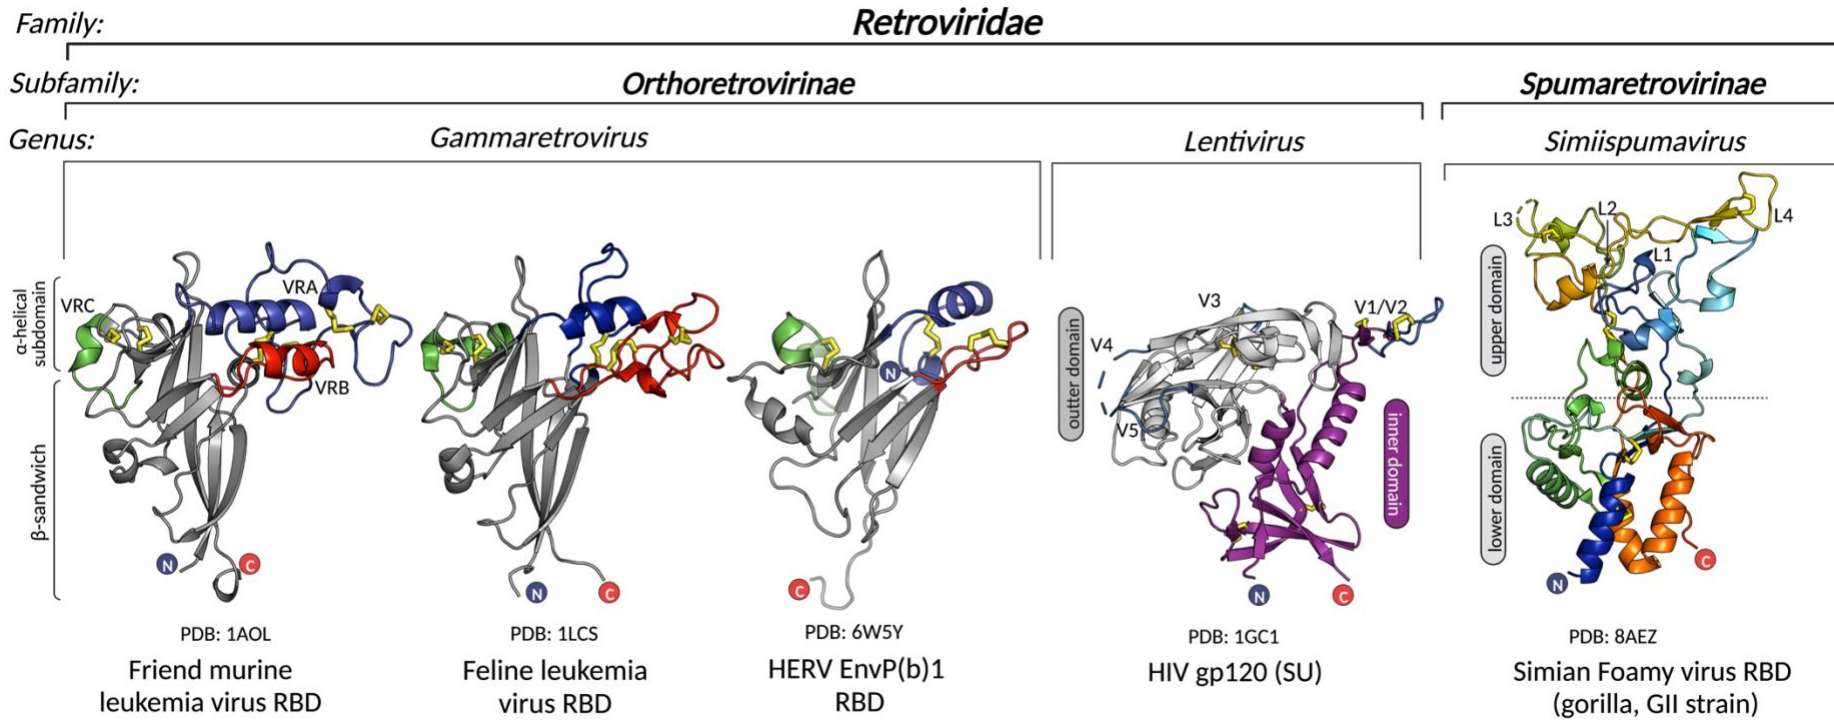 Family:
Retroviridae
Subfamily:
Orthoretrovirinae
Spumaretrovirinae
Genus:
Gammaretrovirus
Lentivirus
Simiispumavirus
α-helical
subdomain
β-sandwich
VRC
VRA
VRB
N
C
PDB: 1AOL
Friend murine
leukemia virus RBD
N
C
PDB: 1LCS
Feline leukemia
virus RBD
N
C
PDB: 6W5Y
HERV EnvP(b)1
RBD
outter domain
V3
V1/V2
V4
V5
inner domain
N
C
PDB: 1GC1
HIV gp120 (SU)
upper domain
lower domain
L3
L2
L4
L1
N
C
PDB: 8AEZ
Simian Foamy virus RBD
(gorilla, GII strain)